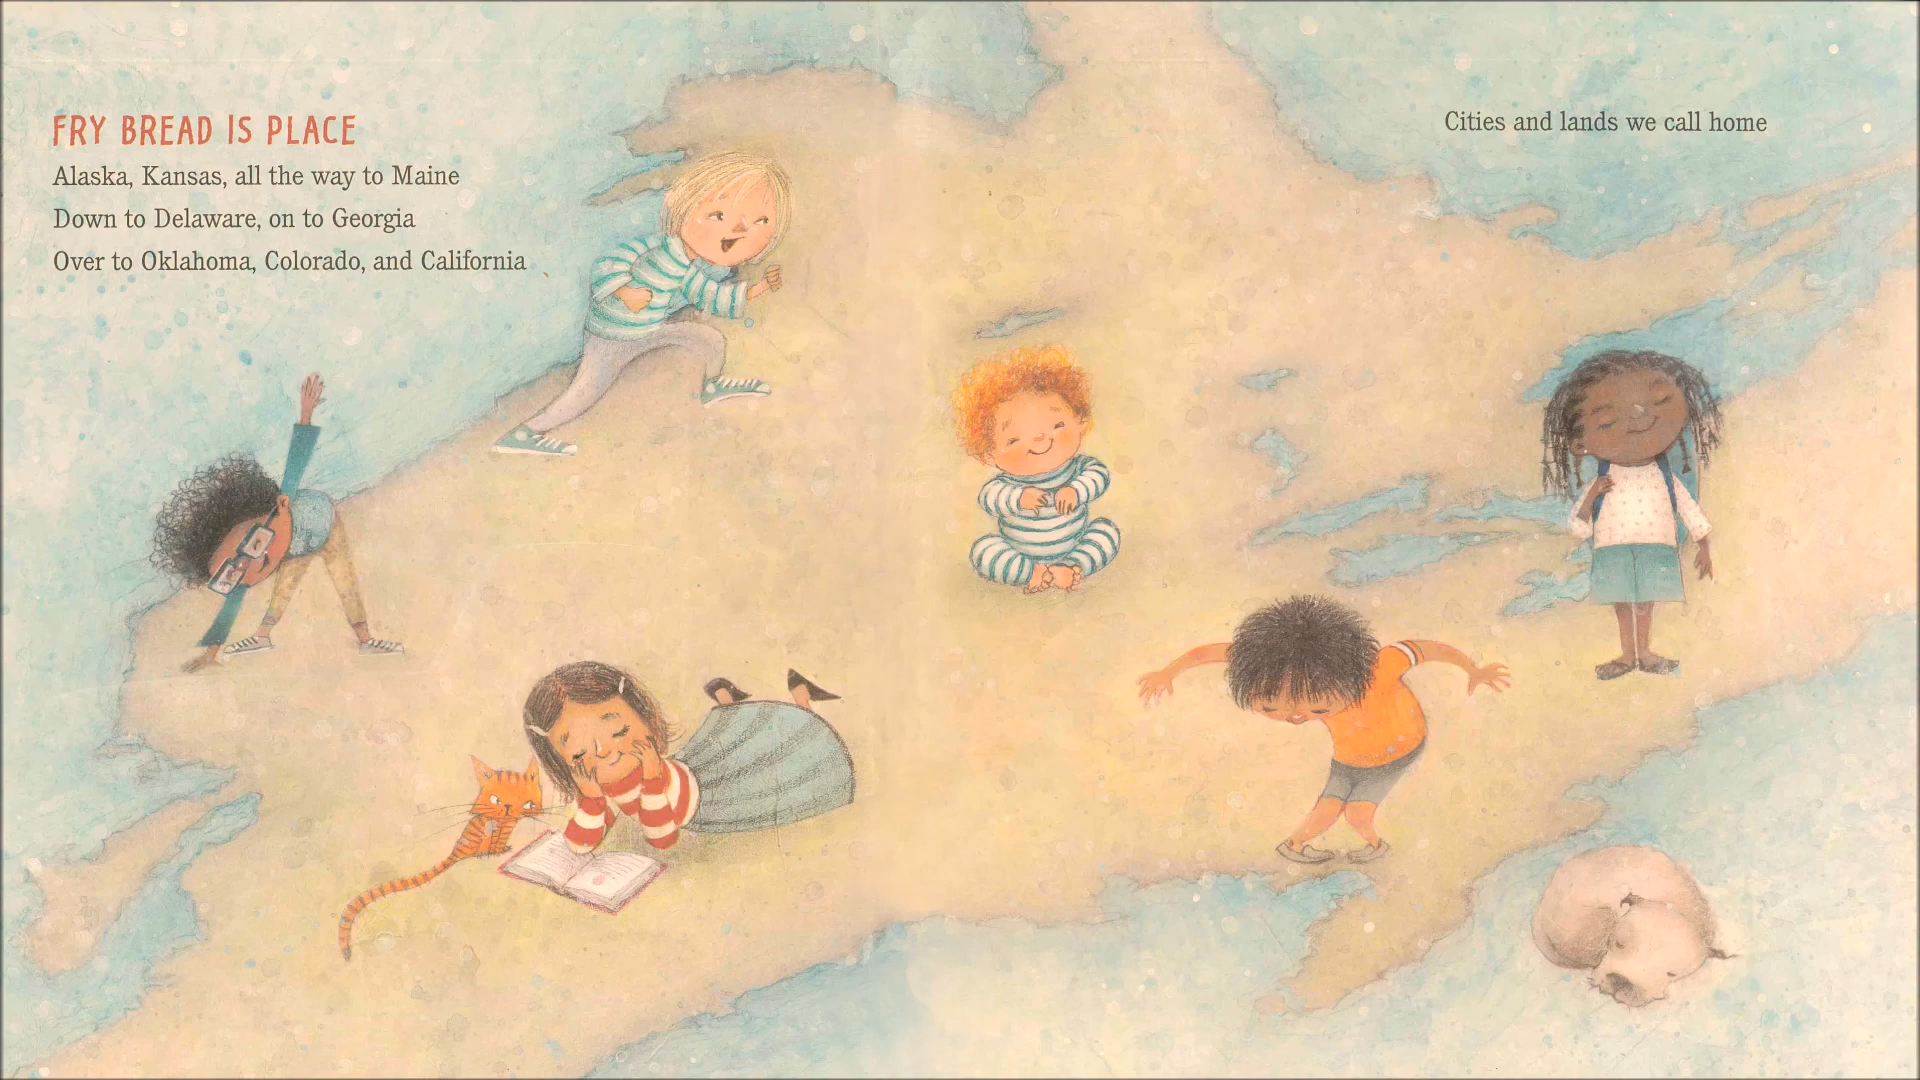 FRY BREAD IS PLACE
Alaska, Kansas, all the way to Maine
Down to Delaware, on to Georgia
Over to Oklahoma, Colorado, and California
Cities and lands we call home